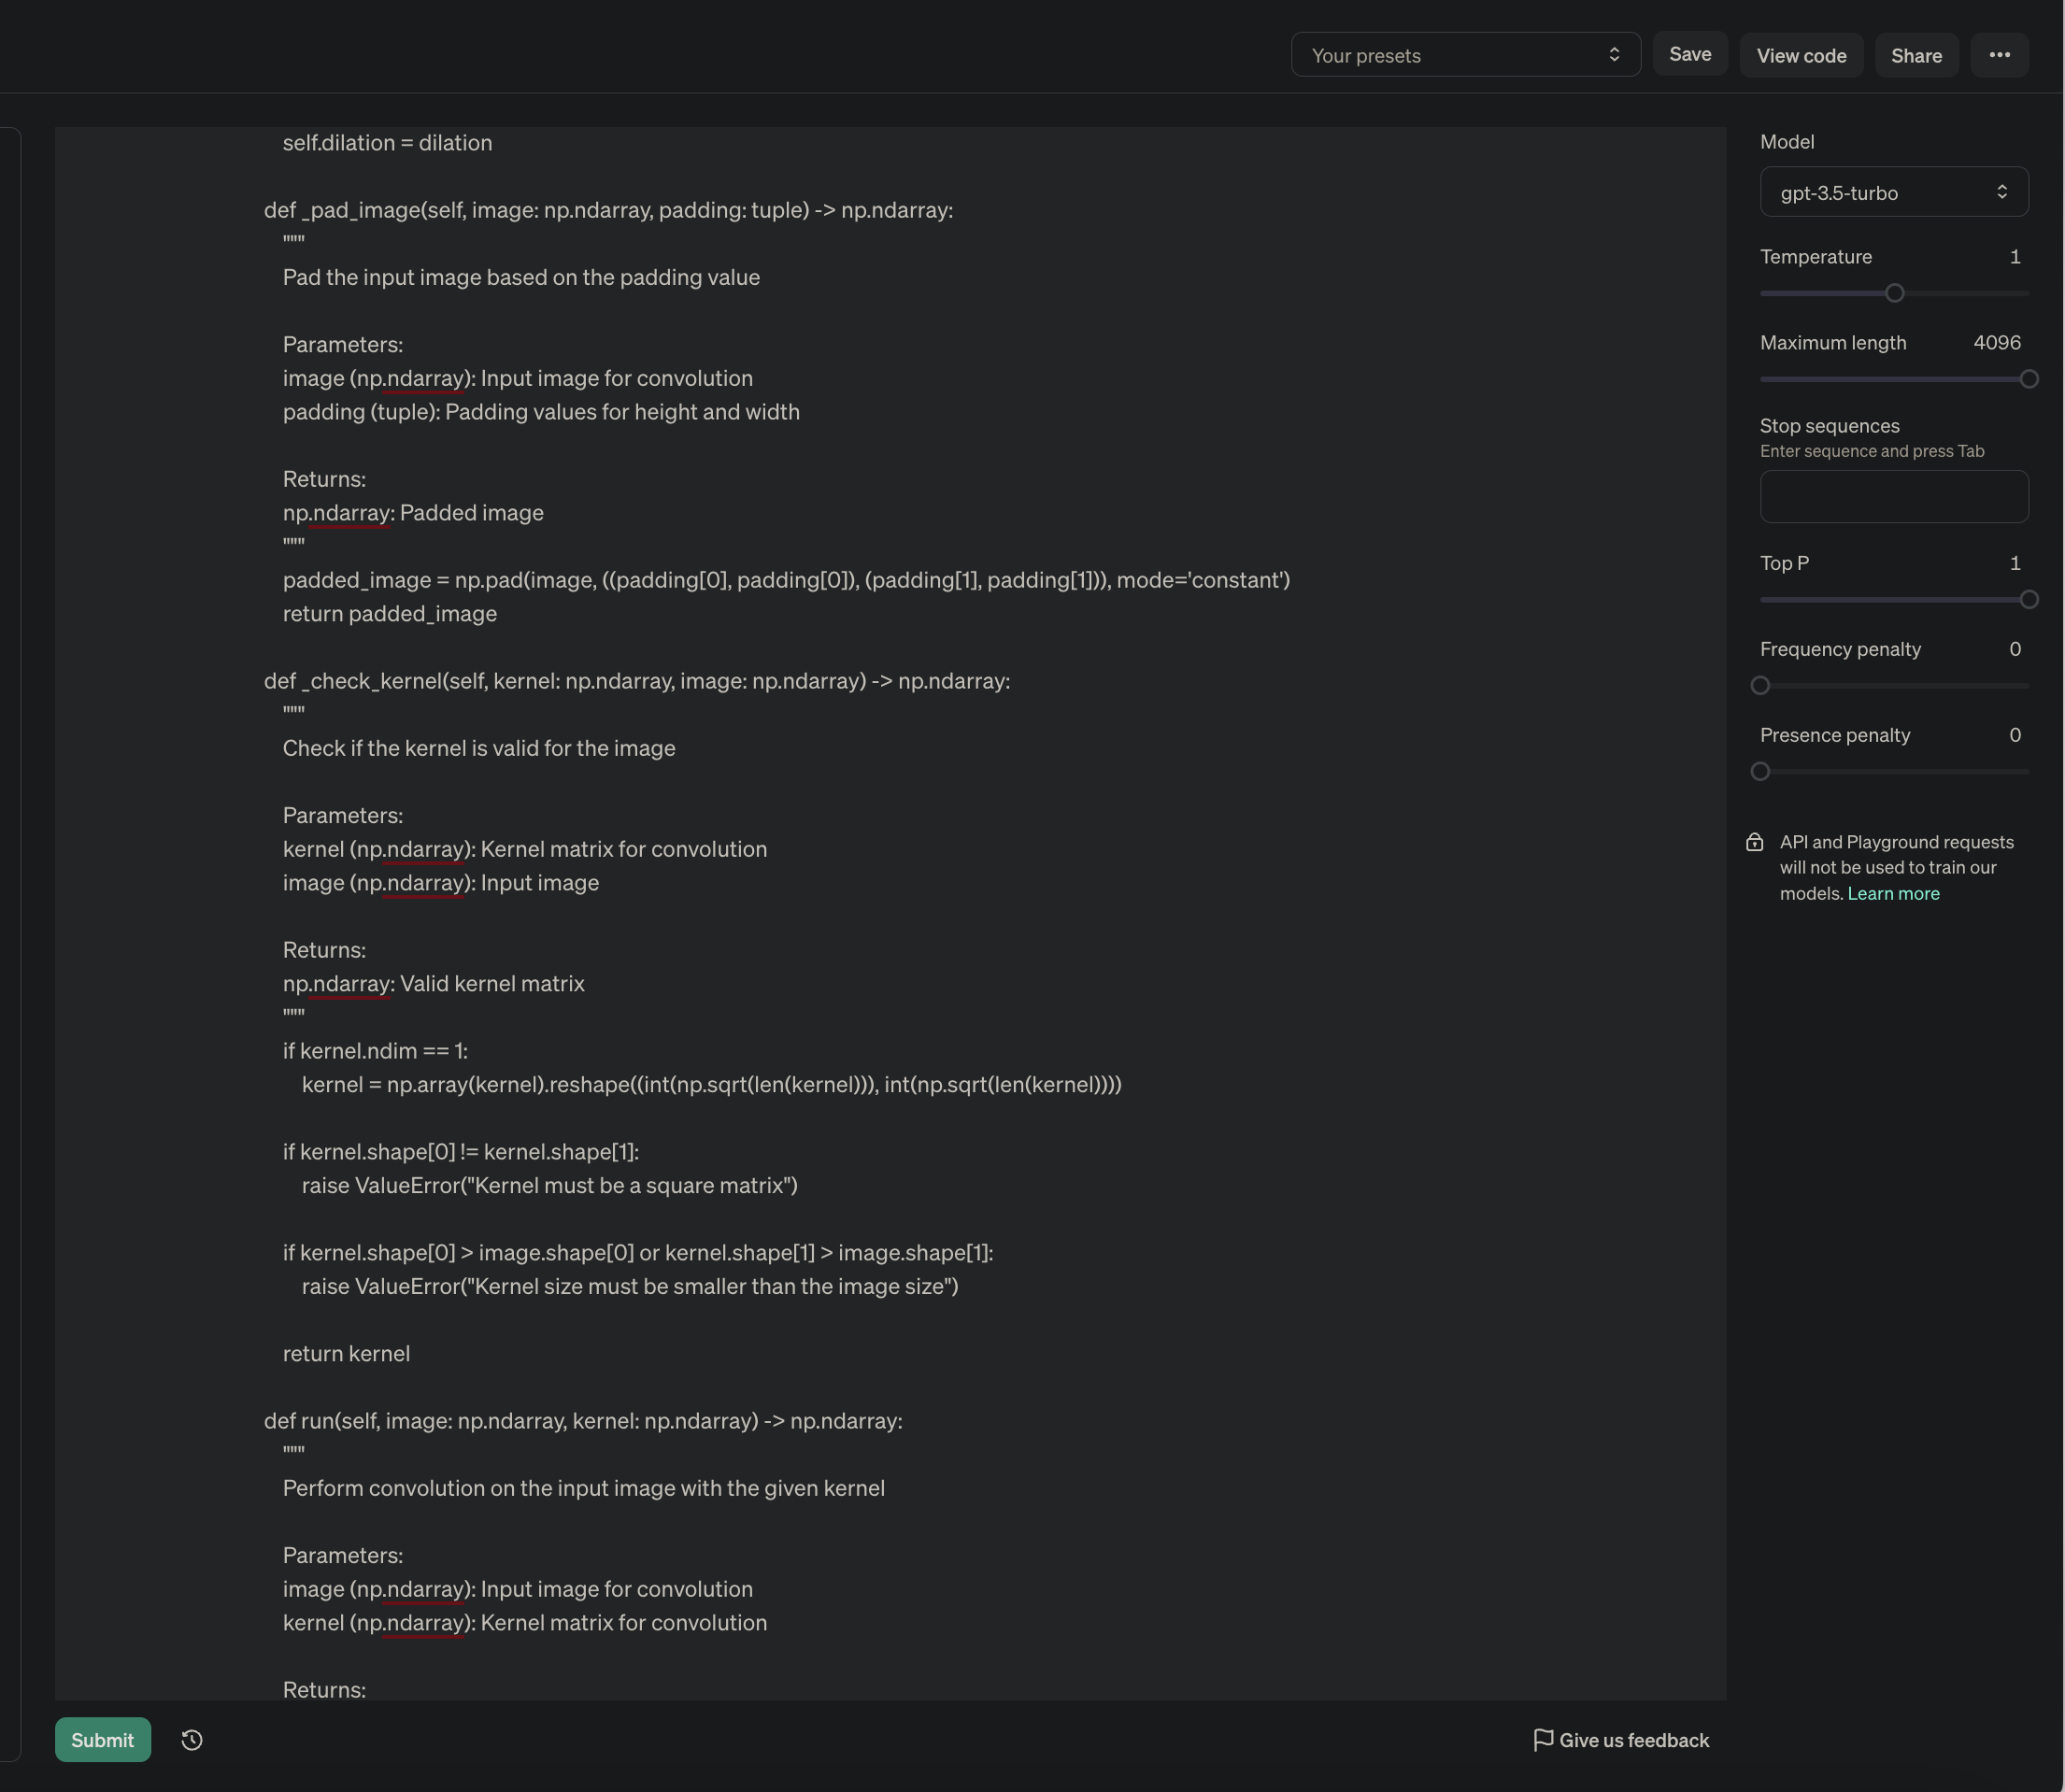 Your presets
Save
View code
Share
self.dilation = dilation
def _pad_image(self, image: np.ndarray, padding: tuple) -> np.ndarray:
"""
Pad the input image based on the padding value
Parameters:
image (np.ndarray): Input image for convolution
padding (tuple): Padding values for height and width
Returns:
np.ndarray: Padded image
"""
padded_image = np.pad(image, ((padding[0], padding[0]), (padding[1], padding[1])), mode='constant')
return padded_image
def _check_kernel(self, kernel: np.ndarray, image: np.ndarray) -> np.ndarray:
"""
Check if the kernel is valid for the image
Parameters:
kernel (np.ndarray): Kernel matrix for convolution
image (np.ndarray): Input image
Returns:
np.ndarray: Valid kernel matrix
"""
if kernel.ndim == 1:
kernel = np.array(kernel).reshape((int(np.sqrt(len(kernel))), int(np.sqrt(len(kernel))))
if kernel.shape[0] != kernel.shape[1]:
raise ValueError("Kernel must be a square matrix")
if kernel.shape[0] > image.shape[0] or kernel.shape[1] > image.shape[1]:
raise ValueError("Kernel size must be smaller than the image size")
return kernel
def run(self, image: np.ndarray, kernel: np.ndarray) -> np.ndarray:
"""
Perform convolution on the input image with the given kernel
Parameters:
image (np.ndarray): Input image for convolution
kernel (np.ndarray): Kernel matrix for convolution
Returns:
Submit
Give us feedback
Model
gpt-3.5-turbo
Temperature 1
Maximum length 4096
Stop sequences
Enter sequence and press Tab
Top P 1
Frequency penalty 0
Presence penalty 0
API and Playground requests
will not be used to train our
models. Learn more